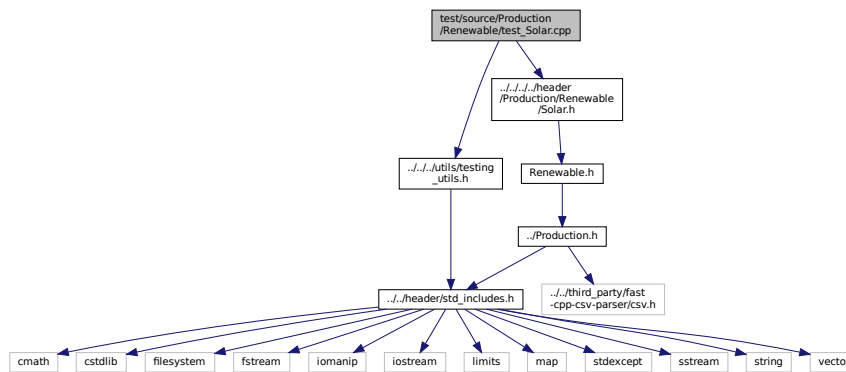 test/source/Production
/Renewable/test_Solar.cpp
../../../../header
/Production/Renewable
/Solar.h
../../../utils/testing
_utils.h
Renewable.h
../Production.h
../../header/std_includes.h
../../third_party/fast
-cpp-csv-parser/csv.h
cmath
cstdlib
filesystem
fstream
iomanip
iostream
limits
map
stdexcept
sstream
string
vecto